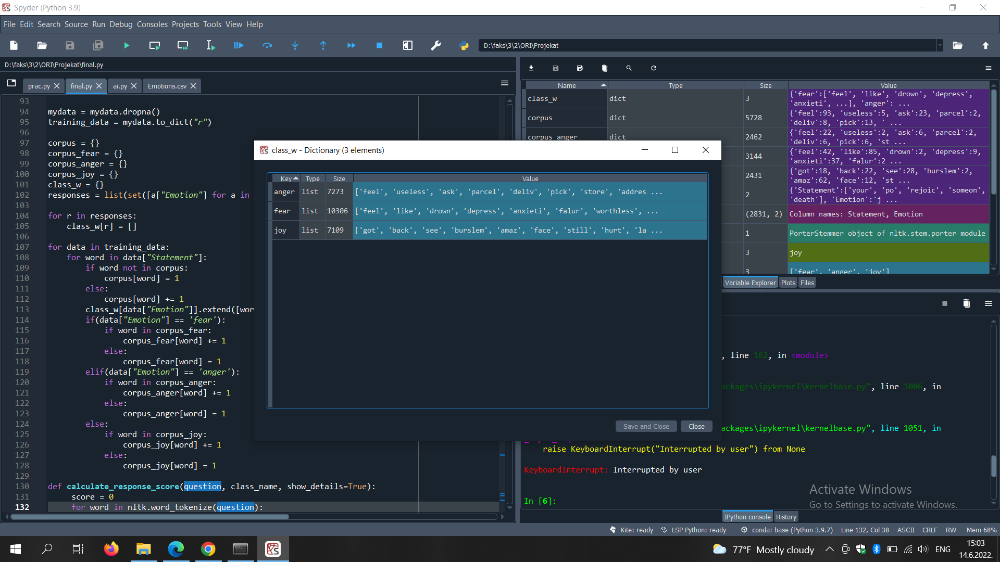 Spyder (Python 3.9)
File Edit Search Source Run Debug Consoles Projects Tools View Help
D:\faks\3\2\ORI\Projekat
D:\faks\3\2\ORI\Projekat\final.py
prac.py final.py ai.py Emotions.csv
93
94 mydata = mydata.dropna()
95 training_data = mydata.to_dict("r")
96
97 corpus = {}
98 corpus_fear = {}
99 corpus_anger = {}
100 corpus_joy = {}
101 class_w = {}
102 responses = list(set([a["Emotion"] for a in
103
104 for r in responses:
105 class_w[r] = []
106
107 for data in training_data:
108 for word in data["Statement"]:
109 if word not in corpus:
110 corpus[word] = 1
111 else:
112 corpus[word] += 1
113 class_w[data["Emotion"]].extend([wor
114 if(data["Emotion"] == 'fear'):
115 if word in corpus_fear:
116 corpus_fear[word] += 1
117 else:
118 corpus_fear[word] = 1
119 elif(data["Emotion"] == 'anger'):
120 if word in corpus_anger:
121 corpus_anger[word] += 1
122 else:
123 corpus_anger[word] = 1
124 else:
125 if word in corpus_joy:
126 corpus_joy[word] += 1
127 else:
128 corpus_joy[word] = 1
129
130 def calculate_response_score(question, class_name, show_details=True):
131 score = 0
132 for word in nltk.word_tokenize(question):
class_w - Dictionary (3 elements)
Key Type Size Value
anger list 7273 ['feel', 'useless', 'ask', 'parcel', 'deliv', 'pick', 'store', 'addres ...
fear list 10306 ['feel', 'like', 'drown', 'depress', 'anxieti', 'falur', 'worthless', ...
joy list 7109 ['got', 'back', 'see', 'burslem', 'amaz', 'face', 'still', 'hurt', 'la ...
Save and Close Close
Name Type Size Value
class_w dict 3 {'fear':['feel', 'like', 'drown', 'depress',
'anxieti', ...], 'anger': ...
corpus dict 5728 {'feel':93, 'useless':5, 'ask':23, 'parcel':2,
'deliv':8, 'pick':13, ' ...
corpus_anger dict 2462 {'feel':22, 'useless':2, 'ask':6, 'parcel':2,
'deliv':6, 'pick':6, 'st ...
3144 {'feel':42, 'like':85, 'drown':2, 'depress':9,
'anxieti':37, 'falur':2 ...
2431 {'got':18, 'back':22, 'see':28, 'burslem':2,
'amaz':62, 'face':12, 'st ...
2 {'Statement':['your', 'po', 'rejoic', 'someon',
'death'], 'Emotion':'j ...
(2831, 2) Column names: Statement, Emotion
1 PorterStemmer object of nltk.stem.porter module
3 joy
3 ['fear', 'anger', 'joy']
Variable Explorer Plots Files
, line 162, in <module>
ackages\ipykernel\kernelbase.py", line 1006, in
ackages\ipykernel\kernelbase.py", line 1051, in
raise KeyboardInterrupt("Interrupted by user") from None
KeyboardInterrupt: Interrupted by user
In [6]:
Activate Windows
Go to Settings to activate Windows.
IPython console History
Kite: ready LSP Python: ready conda: base (Python 3.9.7) Line 132, Col 38 ASCII CRLF RW Mem 68%
77°F Mostly cloudy ENG 15:03
14.6.2022.